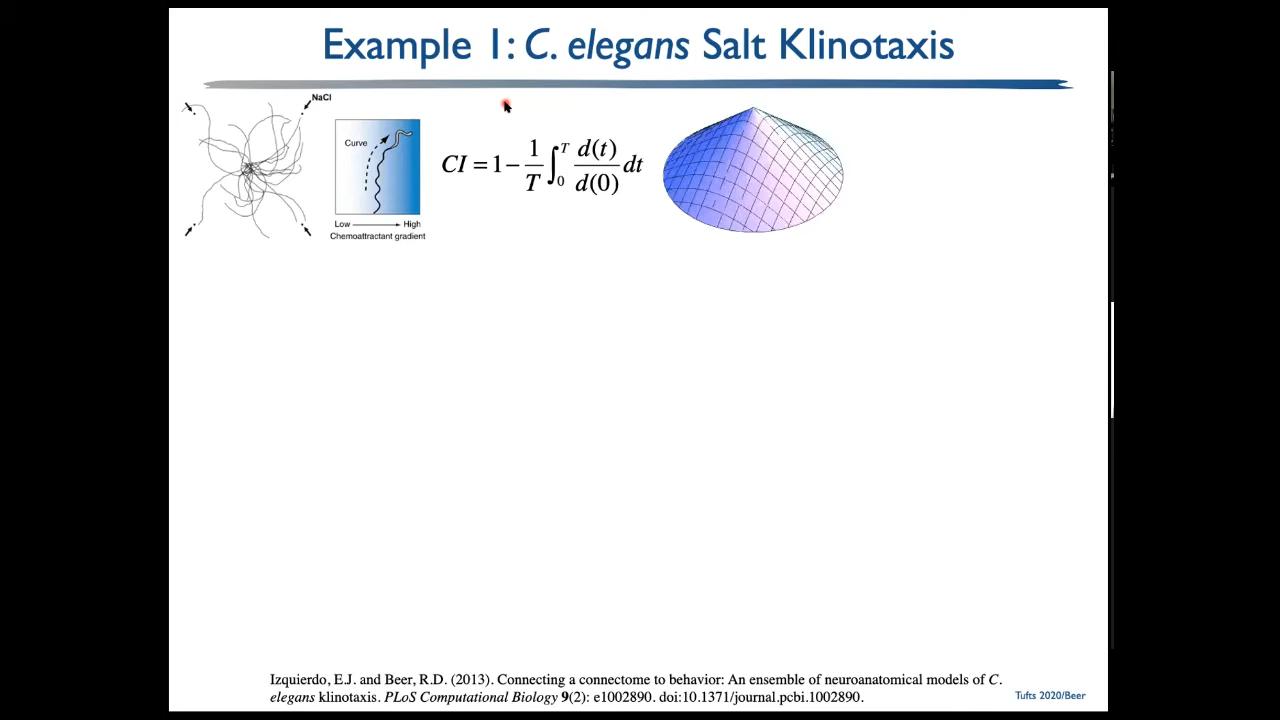 Example 1: C. elegans Salt Klinotaxis
NaCl
Curve
Low High
Chemoattractant gradient
CI = 1 − 1/T ∫₀ᵀ d(t)/d(0) dt
Izquierdo, E.J. and Beer, R.D. (2013). Connecting a connectome to behavior: An ensemble of neuroanatomical models of C.
elegans klinotaxis. PLoS Computational Biology 9(2): e1002890. doi:10.1371/journal.pcbi.1002890.
Tufts 2020/Beer